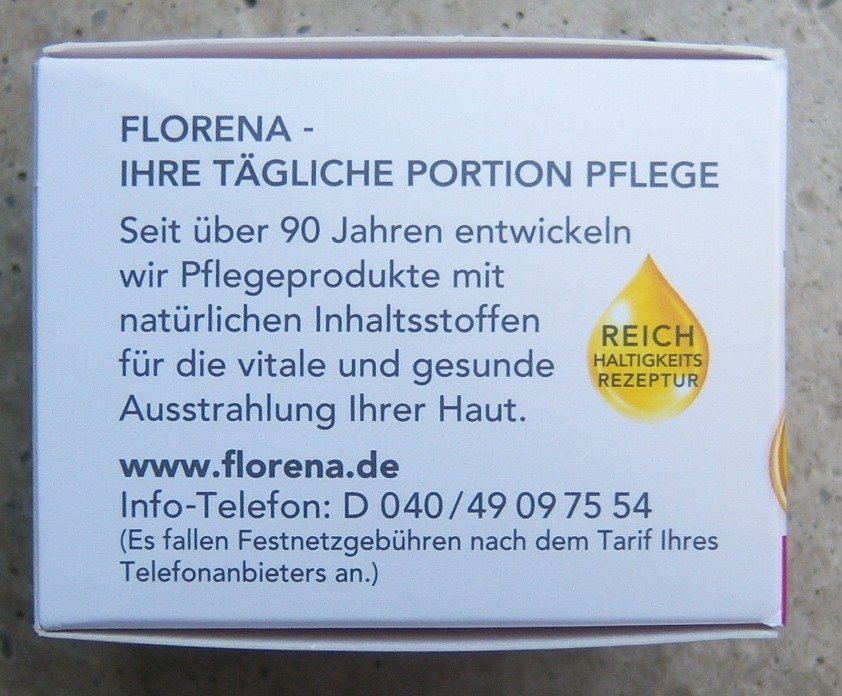 FLORENA -
IHRE TÄGLICHE PORTION PFLEGE
Seit über 90 Jahren entwickeln
wir Pflegeprodukte mit
natürlichen Inhaltsstoffen
für die vitale und gesunde
Ausstrahlung Ihrer Haut.
REICH
HALTIGKEITS
REZEPTUR
www.florena.de
Info-Telefon: D 040/49 09 75 54
(Es fallen Festnetzgebühren nach dem Tarif Ihres
Telefonanbieters an.)